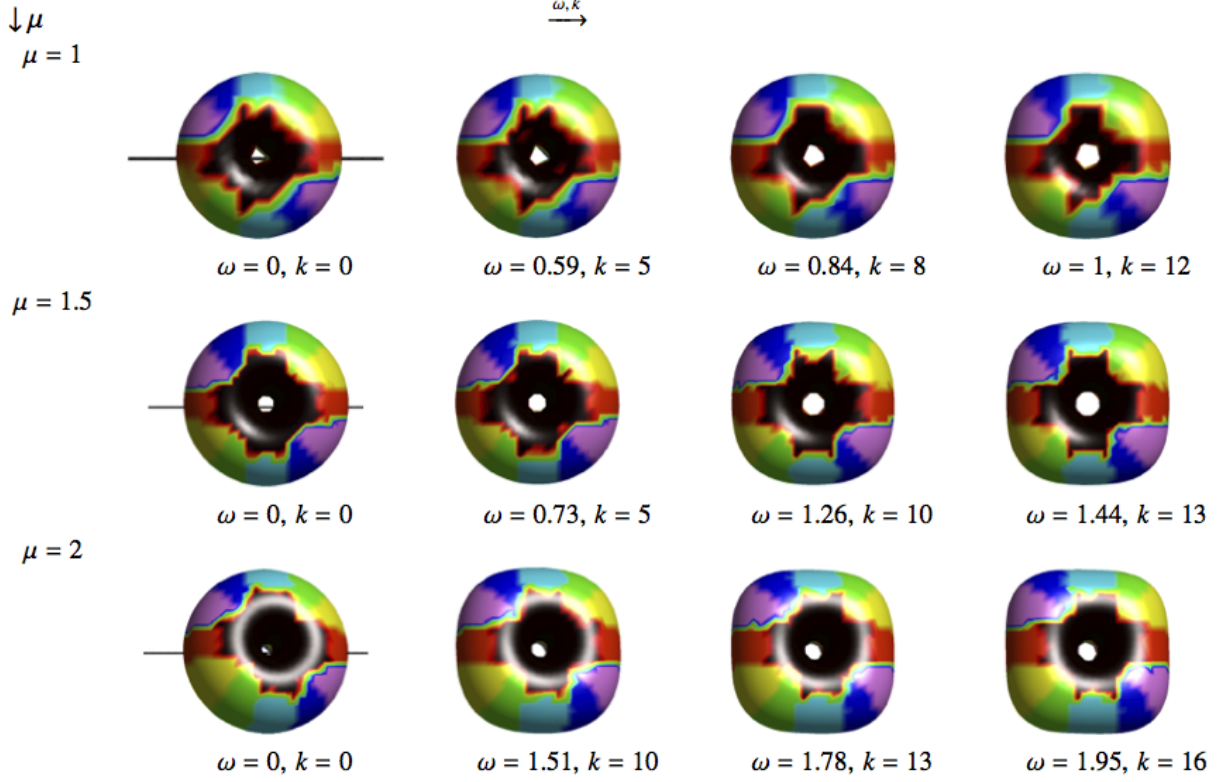 ↓μ
ω,k
μ = 1
ω = 0, k = 0
ω = 0.59, k = 5
ω = 0.84, k = 8
ω = 1, k = 12
μ = 1.5
ω = 0, k = 0
ω = 0.73, k = 5
ω = 1.26, k = 10
ω = 1.44, k = 13
μ = 2
ω = 0, k = 0
ω = 1.51, k = 10
ω = 1.78, k = 13
ω = 1.95, k = 16